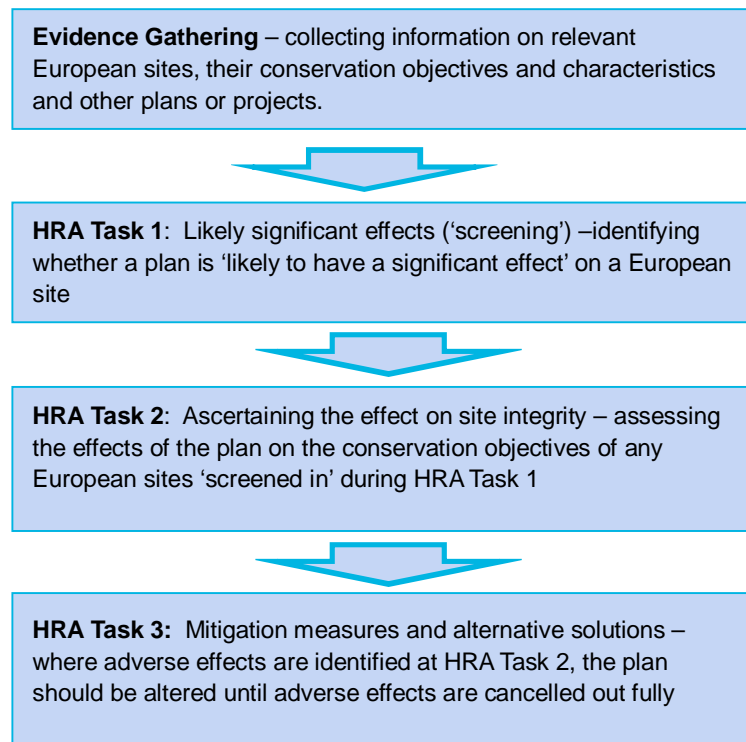 Evidence Gathering – collecting information on relevant
European sites, their conservation objectives and characteristics
and other plans or projects.
HRA Task 1:  Likely significant effects (‘screening’) –identifying
whether a plan is ‘likely to have a significant effect’ on a European
site
HRA Task 2:  Ascertaining the effect on site integrity – assessing
the effects of the plan on the conservation objectives of any
European sites ‘screened in’ during HRA Task 1
HRA Task 3:  Mitigation measures and alternative solutions –
where adverse effects are identified at HRA Task 2, the plan
should be altered until adverse effects are cancelled out fully